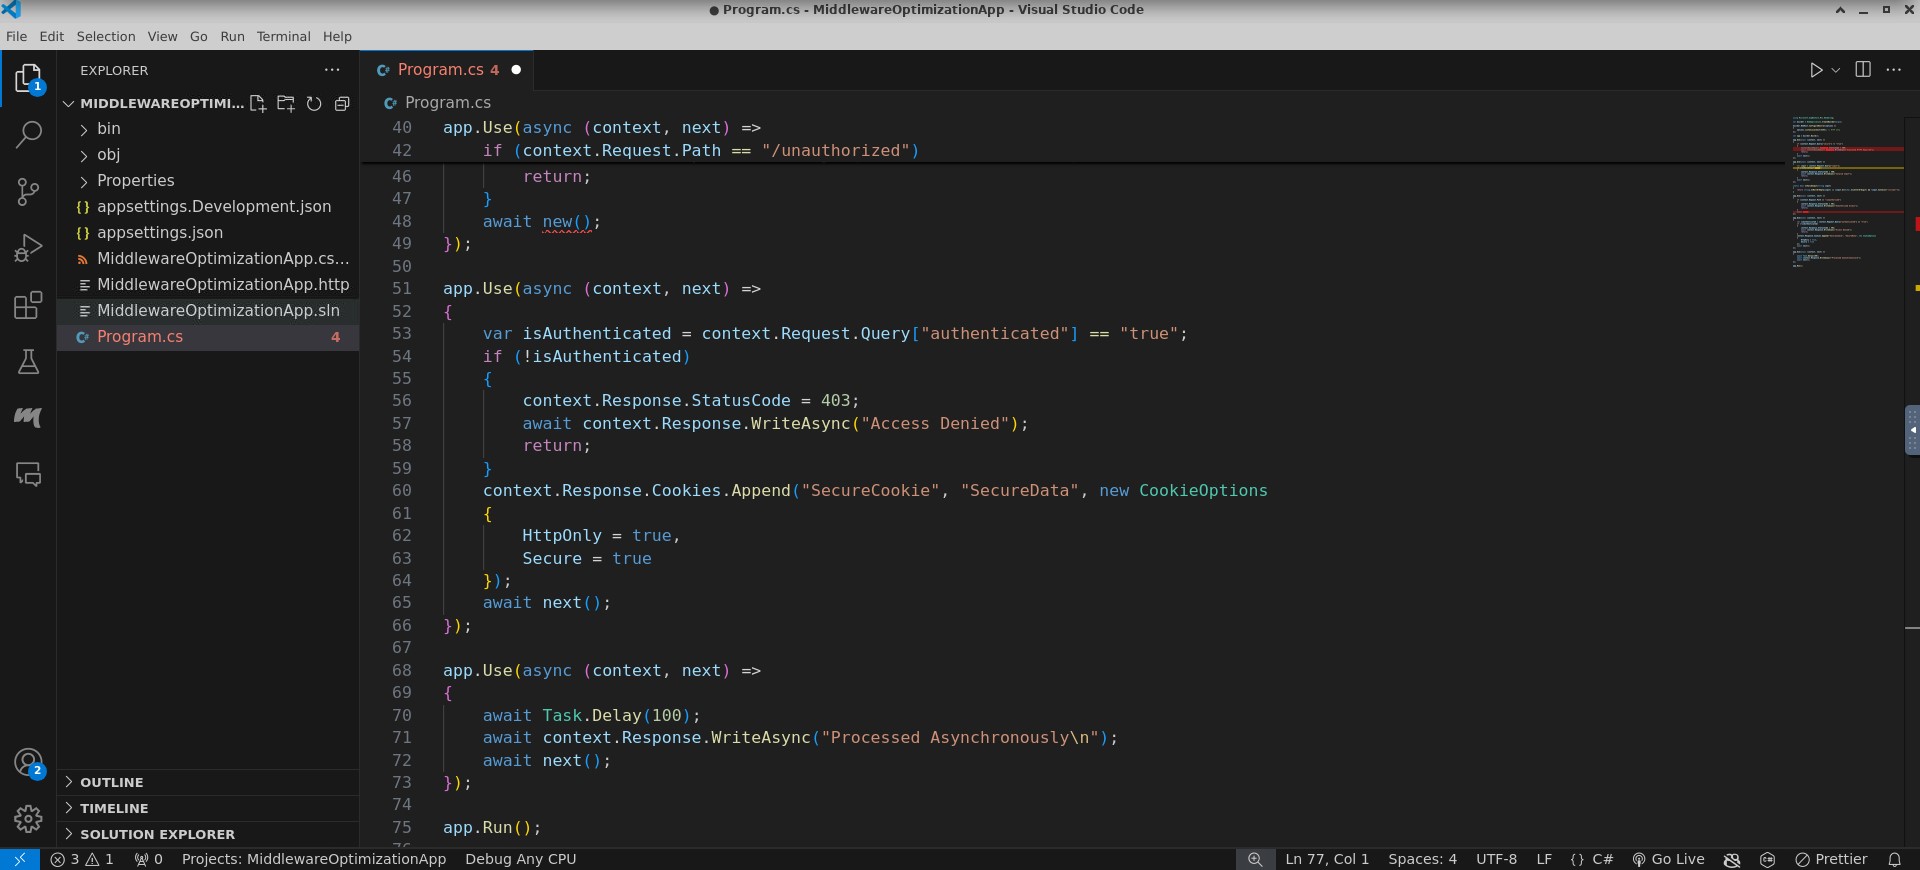 ● Program.cs - MiddlewareOptimizationApp - Visual Studio Code
File Edit Selection View Go Run Terminal Help
EXPLORER
MIDDLEWAREOPTIMI...
bin
obj
Properties
appsettings.Development.json
appsettings.json
MiddlewareOptimizationApp.cs...
MiddlewareOptimizationApp.http
MiddlewareOptimizationApp.sln
Program.cs 4
OUTLINE
TIMELINE
SOLUTION EXPLORER
1
2
Program.cs 4
Program.cs
40 app.Use(async (context, next) =>
42     if (context.Request.Path == "/unauthorized")
46         return;
47     }
48     await new();
49 });
50
51 app.Use(async (context, next) =>
52 {
53     var isAuthenticated = context.Request.Query["authenticated"] == "true";
54     if (!isAuthenticated)
55     {
56         context.Response.StatusCode = 403;
57         await context.Response.WriteAsync("Access Denied");
58         return;
59     }
60     context.Response.Cookies.Append("SecureCookie", "SecureData", new CookieOptions
61     {
62         HttpOnly = true,
63         Secure = true
64     });
65     await next();
66 });
67
68 app.Use(async (context, next) =>
69 {
70     await Task.Delay(100);
71     await context.Response.WriteAsync("Processed Asynchronously\n");
72     await next();
73 });
74
75 app.Run();
3 1 0 Projects: MiddlewareOptimizationApp Debug Any CPU Ln 77, Col 1 Spaces: 4 UTF-8 LF {} C# Go Live Prettier